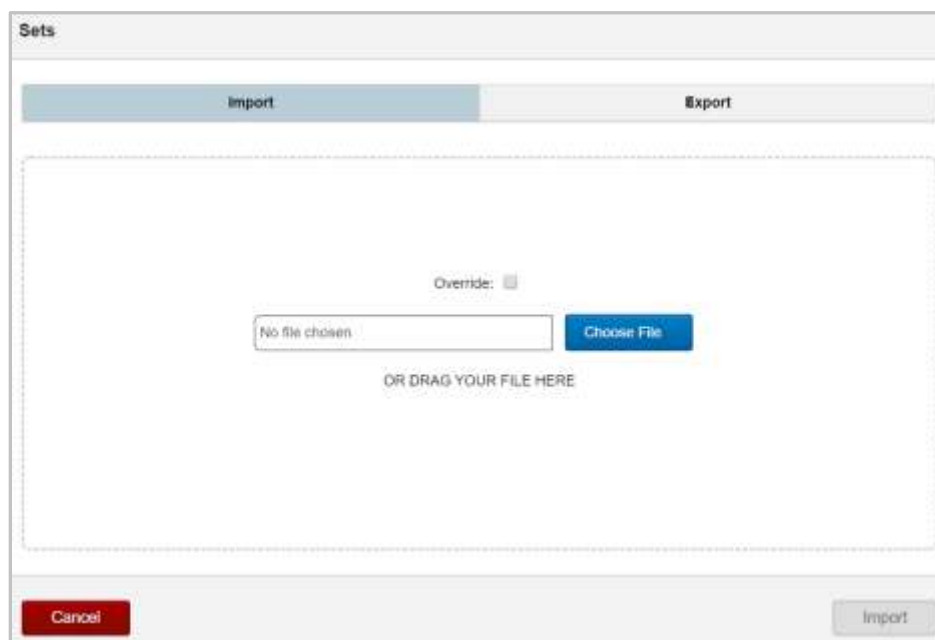 Sets
Import Export
Override:
No file chosen Choose File
OR DRAG YOUR FILE HERE
Cancel Import